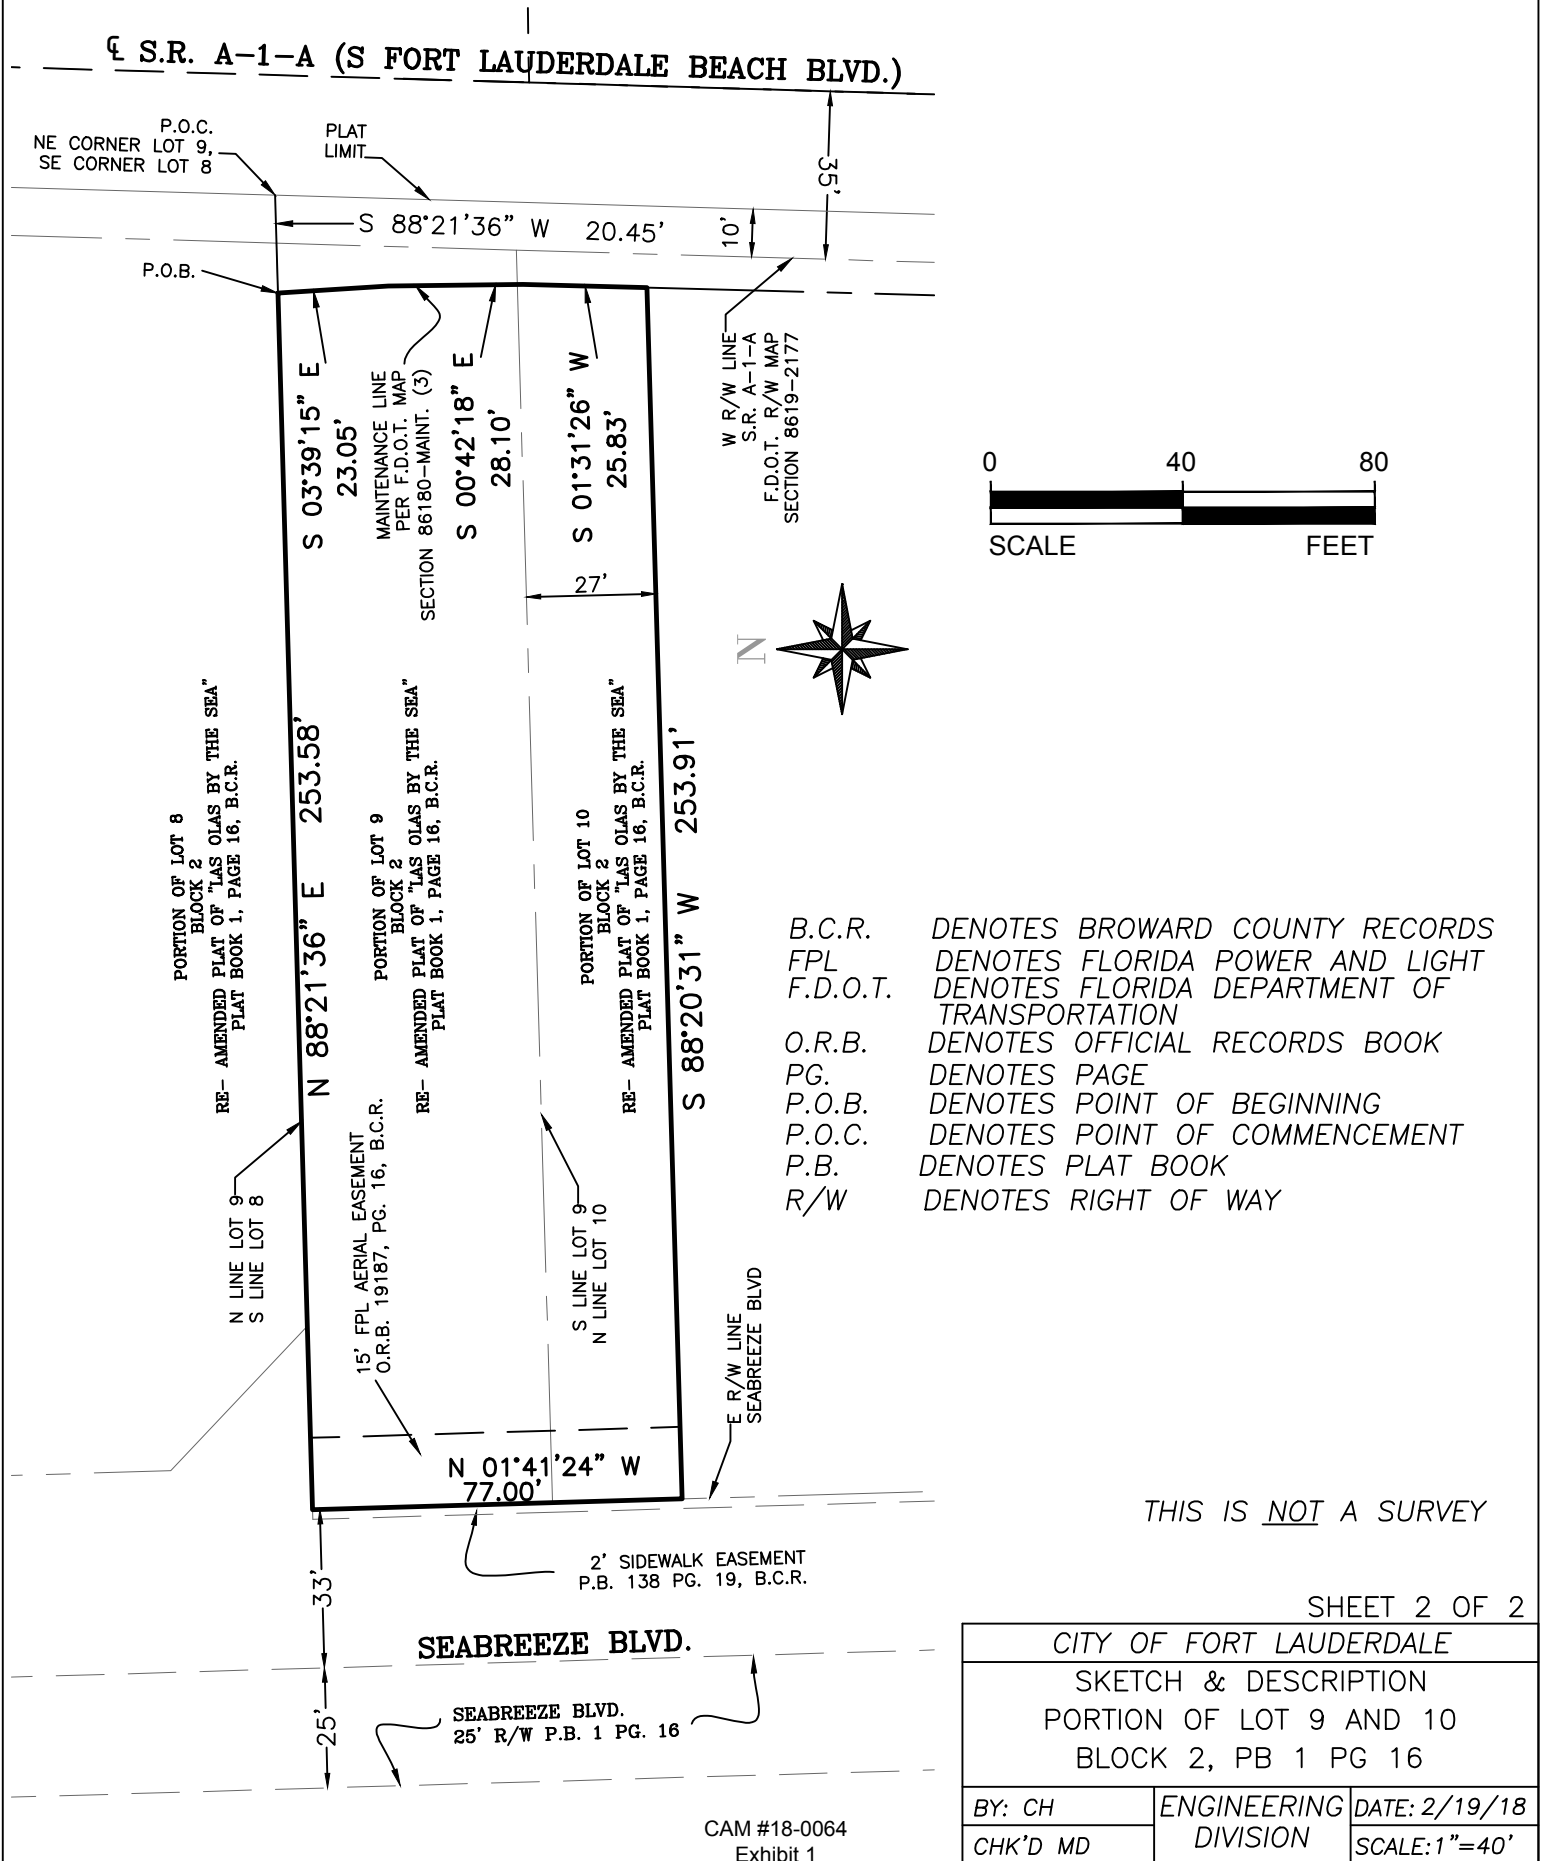 ℄ S.R. A-1-A (S FORT LAUDERDALE BEACH BLVD.)
P.O.C.
NE CORNER LOT 9,
SE CORNER LOT 8
PLAT
LIMIT
35'
S 88°21'36" W 20.45'
10'
P.O.B.
S 03°39'15" E
23.05'
MAINTENANCE LINE
PER F.D.O.T. MAP
SECTION 86180-MAINT. (3)
S 00°42'18" E
28.10'
S 01°31'26" W
25.83'
W R/W LINE
S.R. A-1-A
F.D.O.T. R/W MAP
SECTION 8619-2177
0 40 80
SCALE FEET
27'
N
PORTION OF LOT 8
BLOCK 2
RE- AMENDED PLAT OF "LAS OLAS BY THE SEA"
PLAT BOOK 1, PAGE 16, B.C.R.
N 88°21'36" E 253.58'
PORTION OF LOT 9
BLOCK 2
RE- AMENDED PLAT OF "LAS OLAS BY THE SEA"
PLAT BOOK 1, PAGE 16, B.C.R.
PORTION OF LOT 10
BLOCK 2
RE- AMENDED PLAT OF "LAS OLAS BY THE SEA"
PLAT BOOK 1, PAGE 16, B.C.R.
S 88°20'31" W 253.91'
B.C.R. DENOTES BROWARD COUNTY RECORDS
FPL DENOTES FLORIDA POWER AND LIGHT
F.D.O.T. DENOTES FLORIDA DEPARTMENT OF
TRANSPORTATION
O.R.B. DENOTES OFFICIAL RECORDS BOOK
PG. DENOTES PAGE
P.O.B. DENOTES POINT OF BEGINNING
P.O.C. DENOTES POINT OF COMMENCEMENT
P.B. DENOTES PLAT BOOK
R/W DENOTES RIGHT OF WAY
N LINE LOT 9
S LINE LOT 8
15' FPL AERIAL EASEMENT
O.R.B. 19187, PG. 16, B.C.R.
S LINE LOT 9
N LINE LOT 10
E R/W LINE
SEABREEZE BLVD
N 01°41'24" W
77.00'
THIS IS NOT A SURVEY
2' SIDEWALK EASEMENT
P.B. 138 PG. 19, B.C.R.
33'
SEABREEZE BLVD.
25'
SEABREEZE BLVD.
25' R/W P.B. 1 PG. 16
SHEET 2 OF 2
CITY OF FORT LAUDERDALE
SKETCH & DESCRIPTION
PORTION OF LOT 9 AND 10
BLOCK 2, PB 1 PG 16
BY: CH
CHK'D MD
ENGINEERING
DIVISION
DATE: 2/19/18
SCALE:1"=40'
CAM #18-0064
Exhibit 1